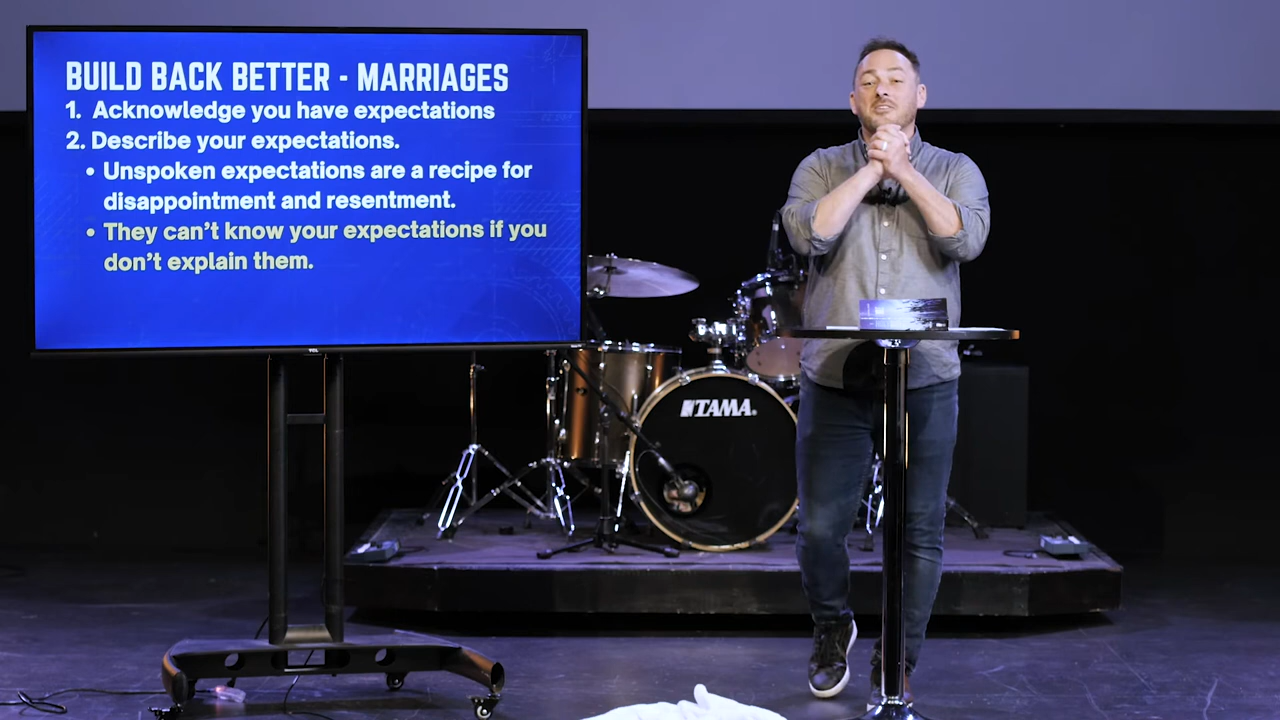 BUILD BACK BETTER - MARRIAGES
1. Acknowledge you have expectations
2. Describe your expectations.
• Unspoken expectations are a recipe for
disappointment and resentment.
• They can't know your expectations if you
don't explain them.
TCL
TAMA